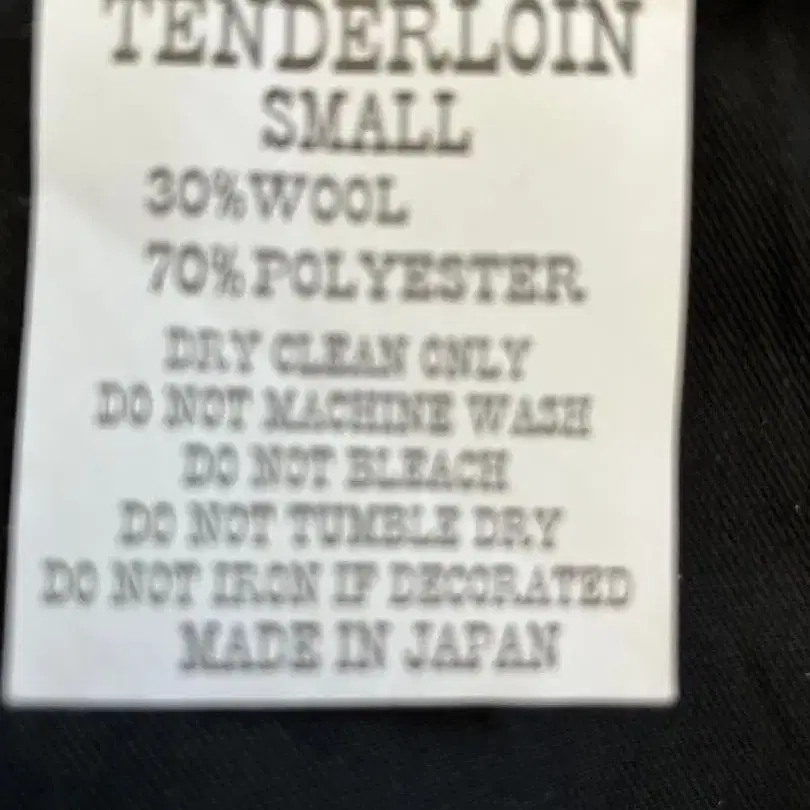 TENDERLOIN
SMALL
30%WOOL
70%POLYESTER
DRY CLEAN ONLY
DO NOT MACHINE WASH
DO NOT BLEACH
DO NOT TUMBLE DRY
DO NOT IRON IF DECORATED
MADE IN JAPAN